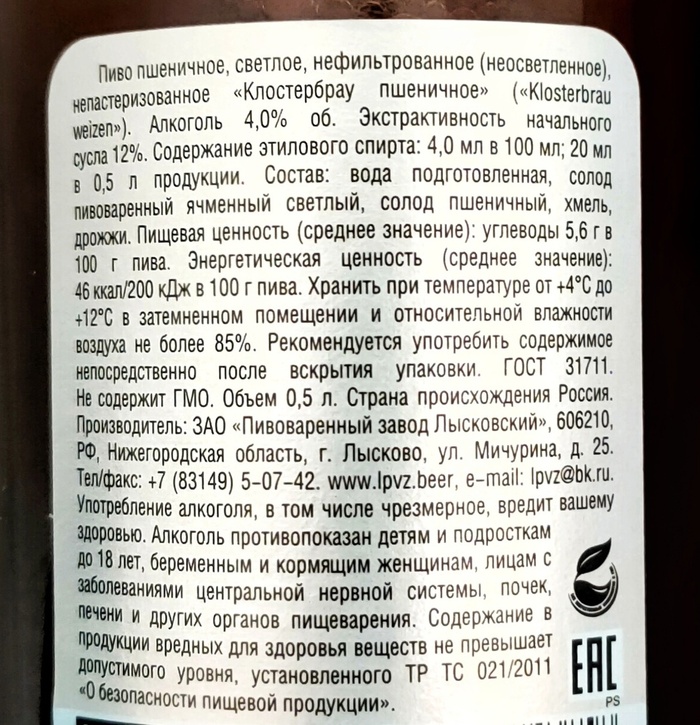 Пиво пшеничное, светлое, нефильтрованное (неосветленное),
непастеризованное «Клостербрау пшеничное» («Klosterbrau
weizen»). Алкоголь 4,0% об. Экстрактивность начального
сусла 12%. Содержание этилового спирта: 4,0 мл в 100 мл; 20 мл
в 0,5 л продукции. Состав: вода подготовленная, солод
пивоваренный ячменный светлый, солод пшеничный, хмель,
дрожжи. Пищевая ценность (среднее значение): углеводы 5,6 г в
100 г пива. Энергетическая ценность (среднее значение):
46 ккал/200 кДж в 100 г пива. Хранить при температуре от +4°С до
+12°С в затемненном помещении и относительной влажности
воздуха не более 85%. Рекомендуется употребить содержимое
непосредственно после вскрытия упаковки. ГОСТ 31711.
Не содержит ГМО. Объем 0,5 л. Страна происхождения Россия.
Производитель: ЗАО «Пивоваренный завод Лысковский», 606210,
РФ, Нижегородская область, г. Лысково, ул. Мичурина, д. 25.
Тел/факс: +7 (83149) 5-07-42. www.lpvz.beer, e-mail: lpvz@bk.ru.
Употребление алкоголя, в том числе чрезмерное, вредит вашему
здоровью. Алкоголь противопоказан детям и подросткам
до 18 лет, беременным и кормящим женщинам, лицам с
заболеваниями центральной нервной системы, почек,
печени и других органов пищеварения. Содержание в
продукции вредных для здоровья веществ не превышает
допустимого уровня, установленного ТР ТС 021/2011
«О безопасности пищевой продукции».
EAC
PS